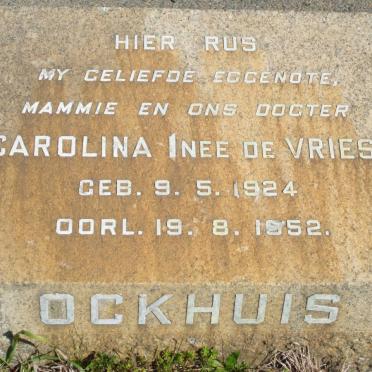 HIER RUS
MY GELIEFDE EGGENOTE,
MAMMIE EN ONS DOGTER
CAROLINA INEE DE VRIES
GEB. 9. 5. 1924
OORL. 19. 8. 1952.
OCKHUIS